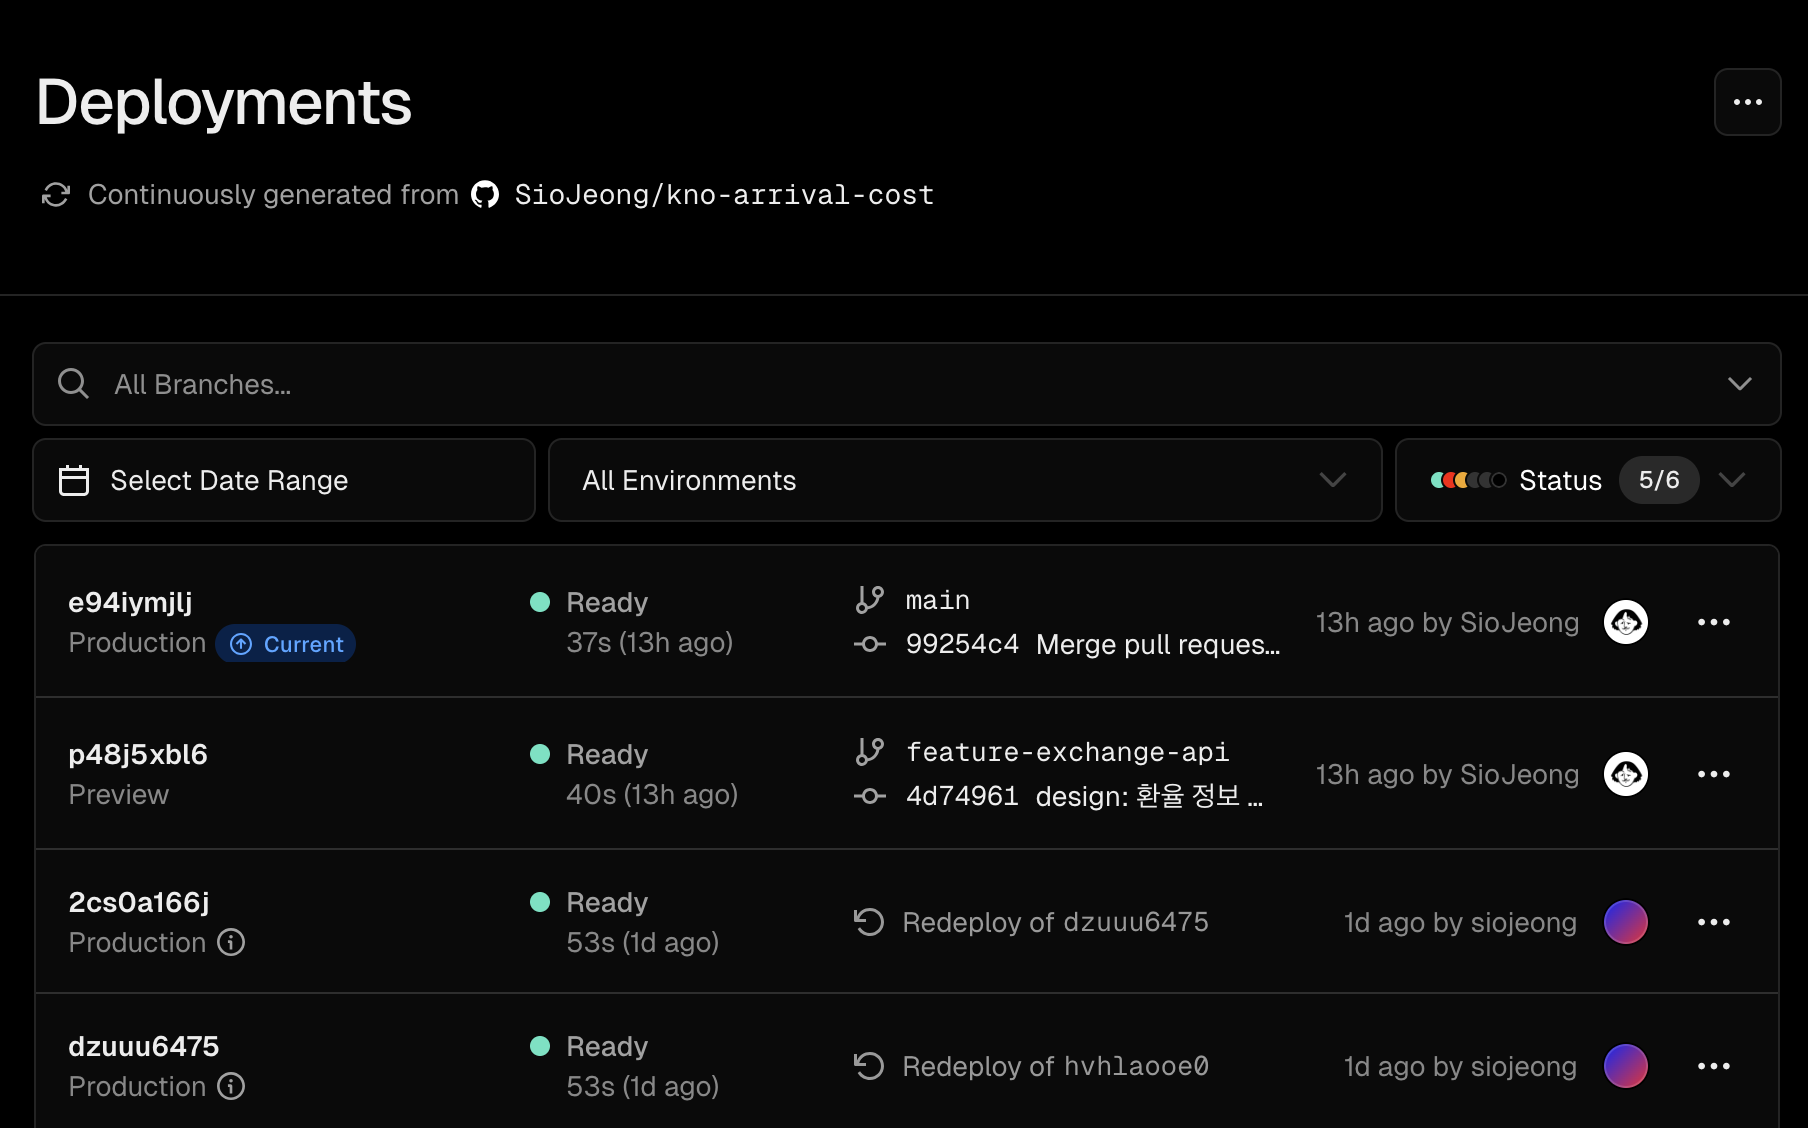 Deployments
Continuously generated from SioJeong/kno-arrival-cost
All Branches...
Select Date Range
All Environments
Status 5/6
e94iymjlj
Production Current
Ready
37s (13h ago)
main
99254c4 Merge pull reques...
13h ago by SioJeong
p48j5xbl6
Preview
Ready
40s (13h ago)
feature-exchange-api
4d74961 design: 환율 정보 ...
13h ago by SioJeong
2cs0a166j
Production
Ready
53s (1d ago)
Redeploy of dzuuu6475
1d ago by siojeong
dzuuu6475
Production
Ready
53s (1d ago)
Redeploy of hvhlaooe0
1d ago by siojeong